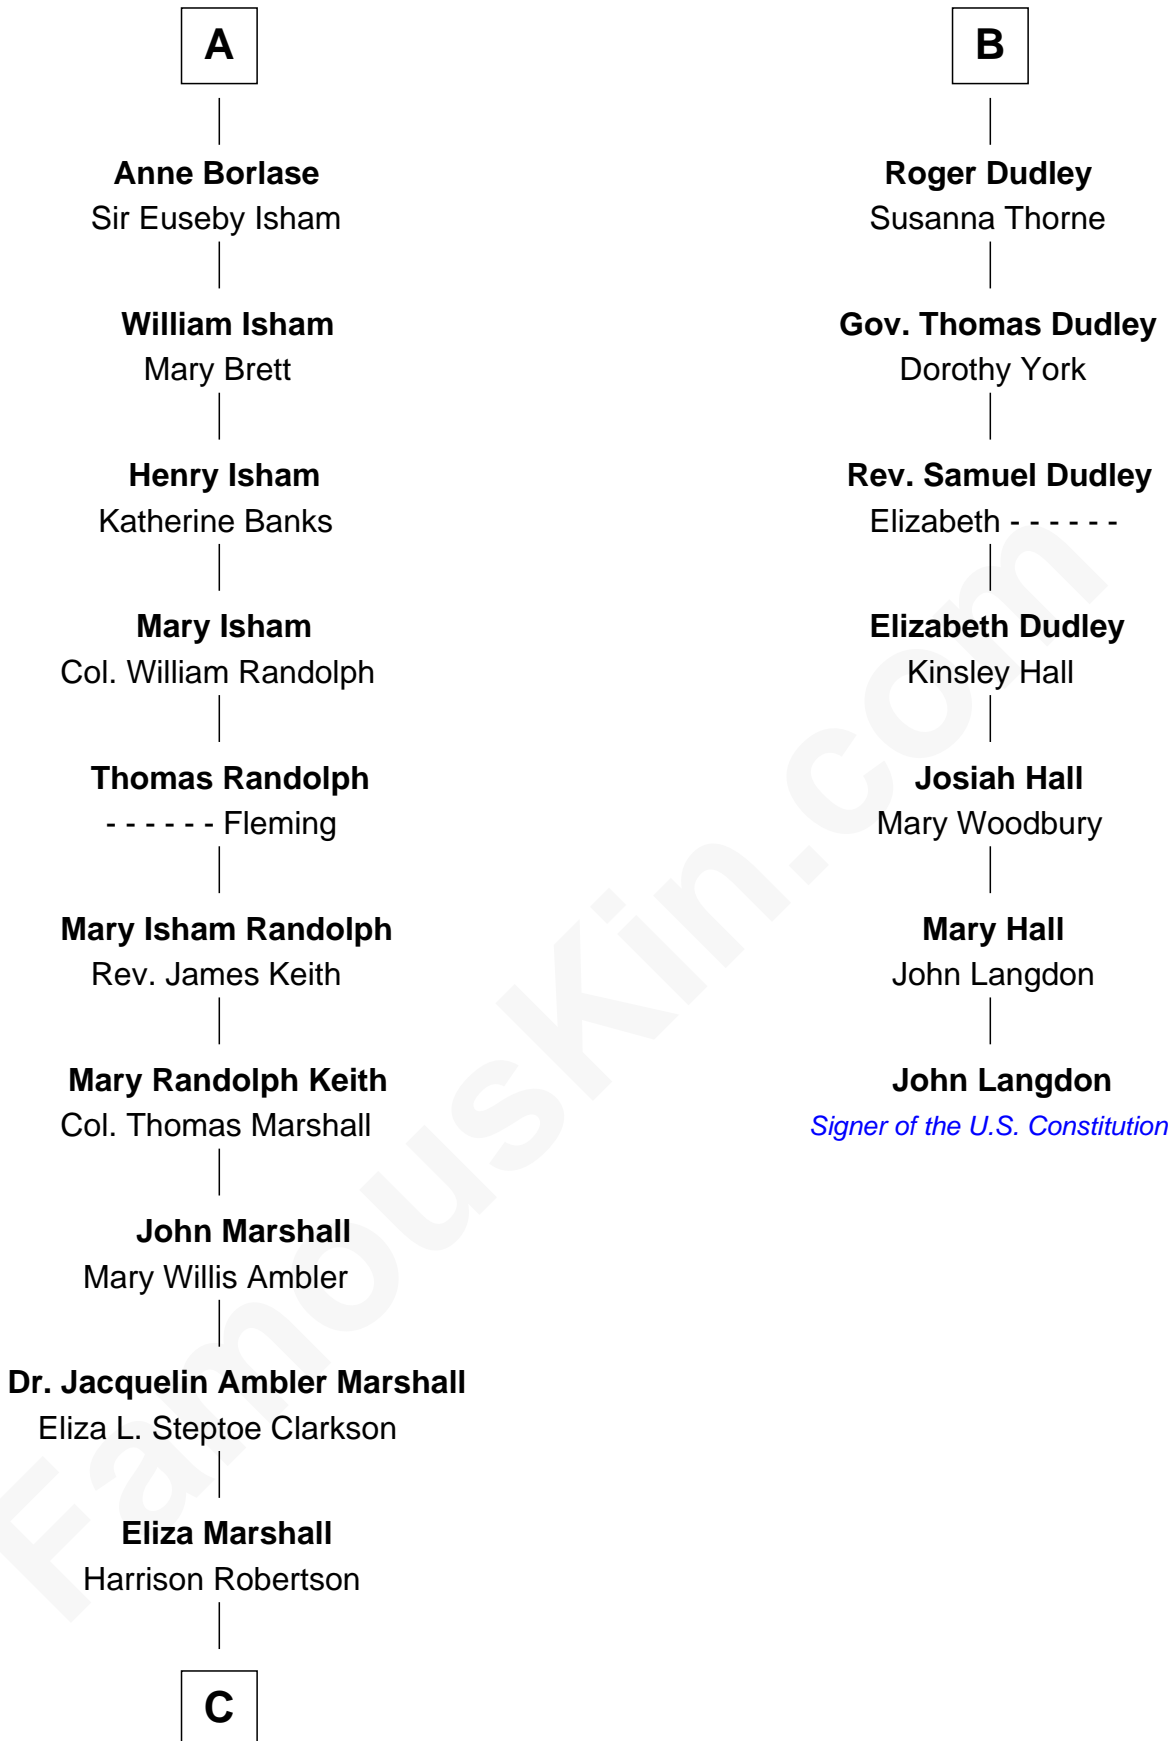 A
Anne Borlase
Sir Euseby Isham
William Isham
Mary Brett
Henry Isham
Katherine Banks
Mary Isham
Col. William Randolph
Thomas Randolph
- - - - - - Fleming
Mary Isham Randolph
Rev. James Keith
Mary Randolph Keith
Col. Thomas Marshall
John Marshall
Mary Willis Ambler
Dr. Jacquelin Ambler Marshall
Eliza L. Steptoe Clarkson
Eliza Marshall
Harrison Robertson
C
B
Roger Dudley
Susanna Thorne
Gov. Thomas Dudley
Dorothy York
Rev. Samuel Dudley
Elizabeth - - - - - -
Elizabeth Dudley
Kinsley Hall
Josiah Hall
Mary Woodbury
Mary Hall
John Langdon
John Langdon
Signer of the U.S. Constitution
FamousKin.com